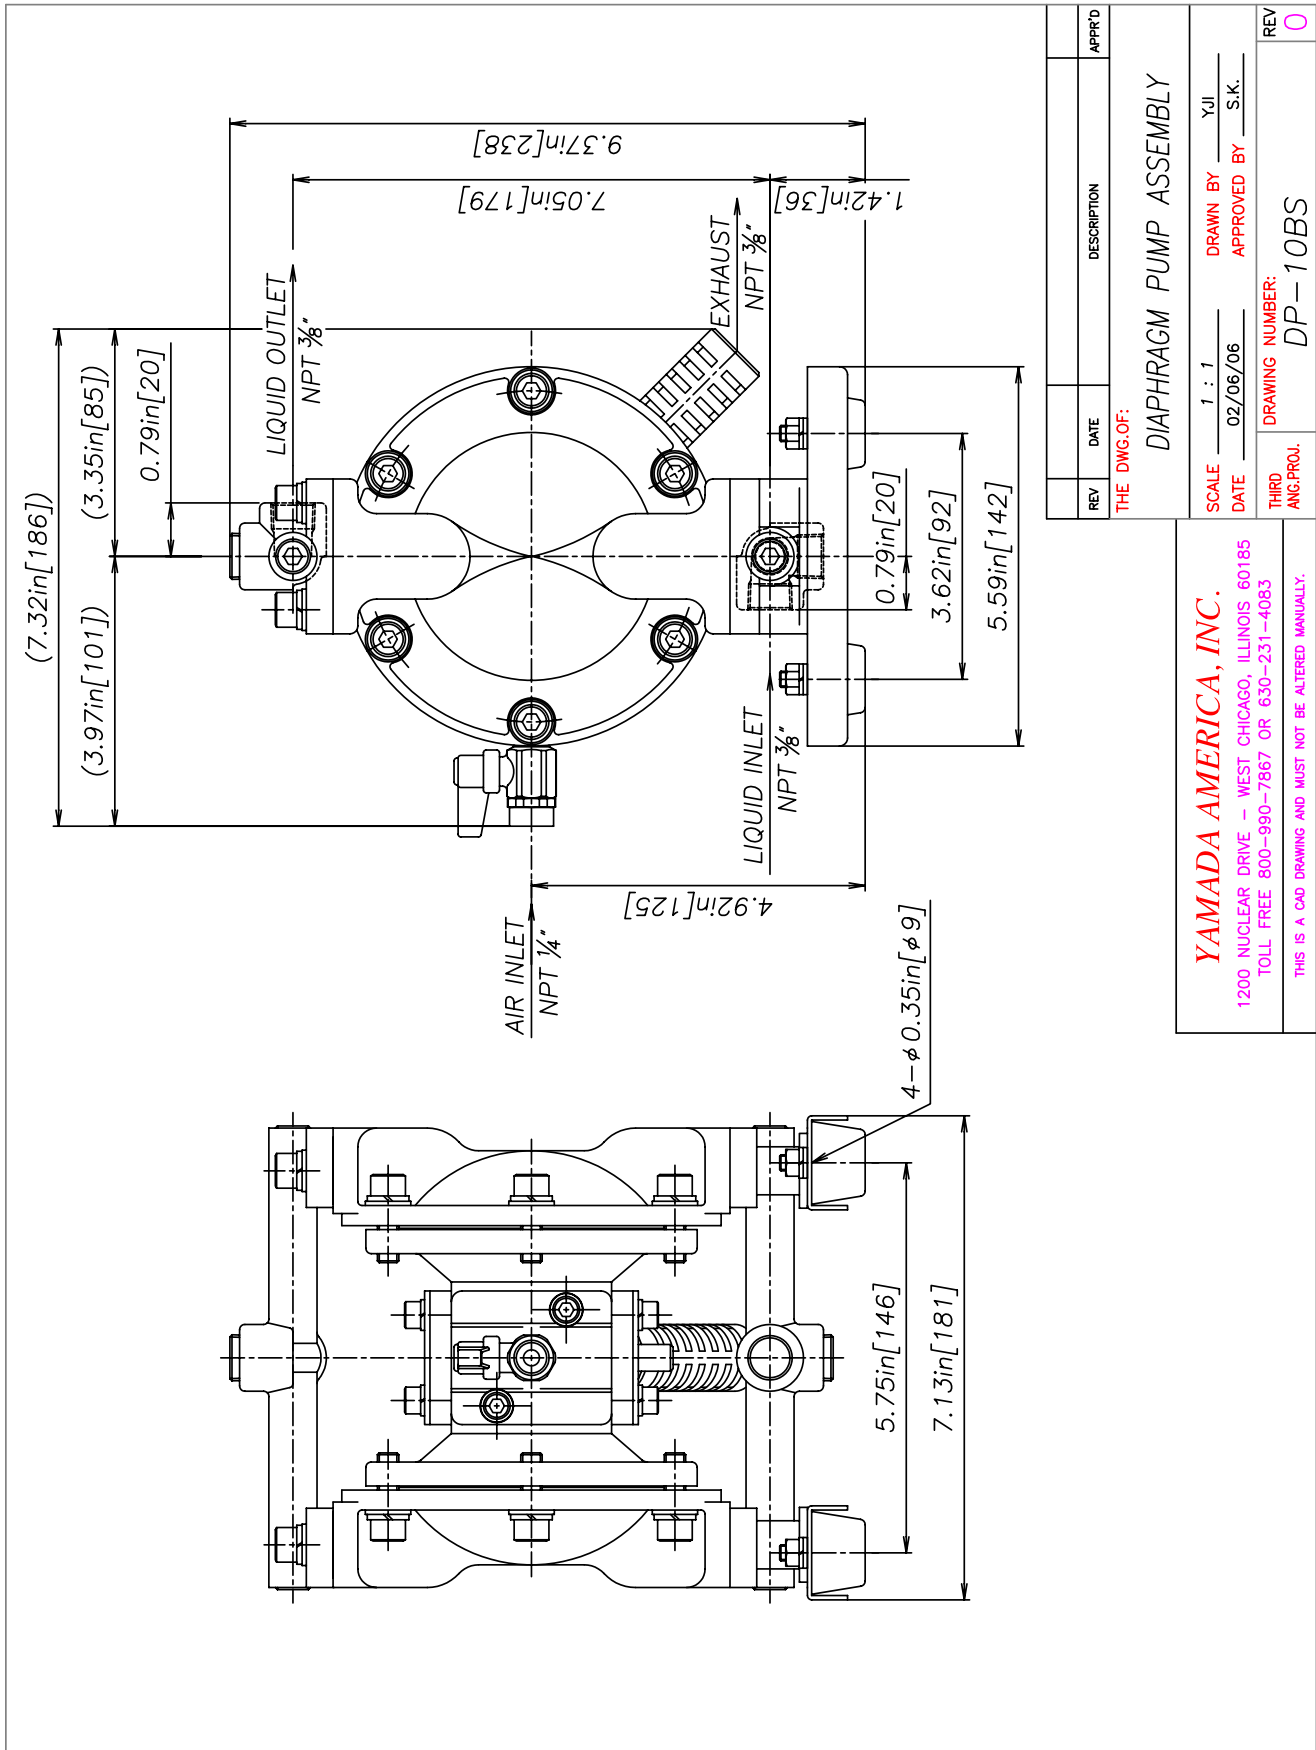 (7.32in[186])
(3.97in[101])
(3.35in[85])
0.79in[20]
LIQUID OUTLET
NPT 3/8"
9.37in[238]
7.05in[179]
1.42in[36]
EXHAUST
NPT 3/8"
AIR INLET
NPT 1/4"
4.92in[125]
LIQUID INLET
NPT 3/8"
0.79in[20]
3.62in[92]
5.59in[142]
4-φ0.35in[φ9]
5.75in[146]
7.13in[181]
REV DATE DESCRIPTION APPR'D
THE DWG.OF:
DIAPHRAGM PUMP ASSEMBLY
SCALE 1 : 1 DRAWN BY YJI
DATE 02/06/06 APPROVED BY S.K.
THIRD
ANG.PROJ.
DRAWING NUMBER:
DP-10BS
REV
0
YAMADA AMERICA, INC.
1200 NUCLEAR DRIVE - WEST CHICAGO, ILLINOIS 60185
TOLL FREE 800-990-7867 OR 630-231-4083
THIS IS A CAD DRAWING AND MUST NOT BE ALTERED MANUALLY.